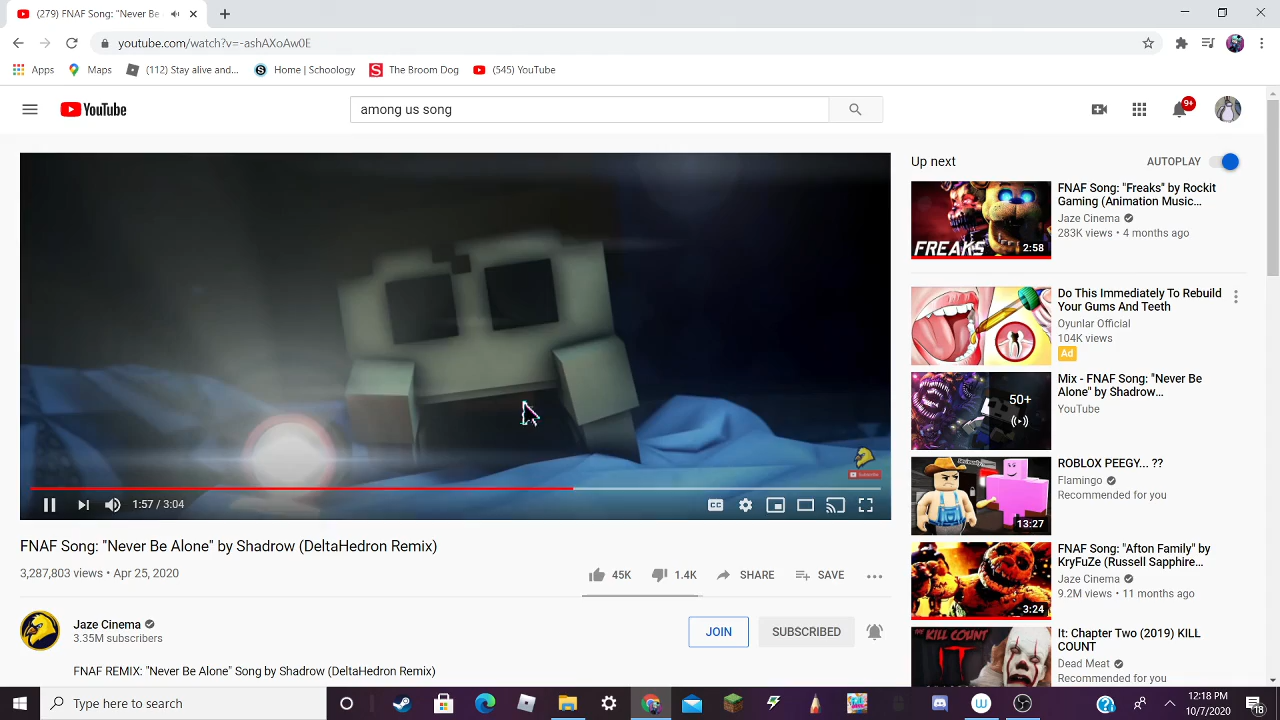 (279) FNAF Song: "Never Be
youtube.com/watch?v=-ashAXoAw0E
Apps
Maps
(112) Stay alive and...
Home | Schoology
The Broom Dog
(545) YouTube
YouTube
among us song
9+
Up next
AUTOPLAY
FREAKS
2:58
FNAF Song: "Freaks" by Rockit
Gaming (Animation Music...
Jaze Cinema
283K views • 4 months ago
Do This Immediately To Rebuild
Your Gums And Teeth
Oyunlar Official
104K views
Ad
50+
Mix - FNAF Song: "Never Be
Alone" by Shadrow...
YouTube
13:27
ROBLOX PEEGY... ??
Flamingo
Recommended for you
3:24
FNAF Song: "Afton Family" by
KryFuZe (Russell Sapphire...
Jaze Cinema
9.2M views • 11 months ago
THE KILL COUNT
IT
It: Chapter Two (2019) KILL
COUNT
Dead Meat
Recommended for you
Subscribe
1:57 / 3:04
CC
FNAF Song: "Never Be Alone" by Shadrow (DeltaHedron Remix)
3,287,803 views • Apr 25, 2020
45K
1.4K
SHARE
SAVE
Jaze Cinema
3.35M subscribers
JOIN
SUBSCRIBED
FNAF REMIX: "Never Be Alone" Song by Shadrow (DeltaHedron Remix)
Type here to search
12:18 PM
10/7/2020
18